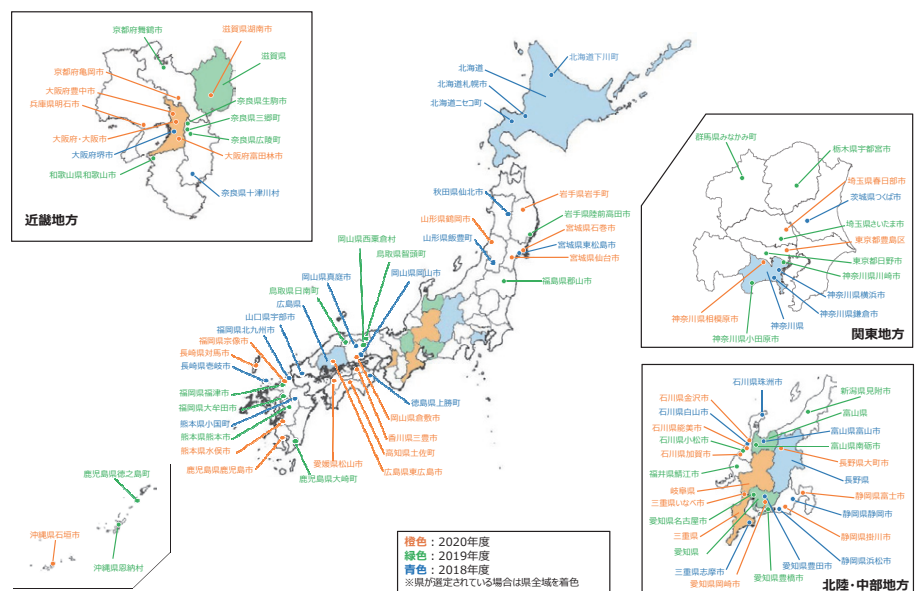 京都府舞鶴市
滋賀県湖南市
滋賀県
京都府亀岡市
大阪府豊中市
兵庫県明石市
奈良県生駒市
奈良県三郷町
奈良県広陵町
大阪府・大阪市
大阪府富田林市
大阪府堺市
和歌山県和歌山市
奈良県十津川村
近畿地方
北海道下川町
北海道
北海道札幌市
北海道ニセコ町
秋田県仙北市
岩手県岩手町
岩手県陸前高田市
山形県鶴岡市
宮城県石巻市
山形県飯豊町
宮城県東松島市
宮城県仙台市
福島県郡山市
岡山県西粟倉村
鳥取県智頭町
岡山県真庭市
岡山県岡山市
鳥取県日南町
広島県
山口県宇部市
福岡県北九州市
福岡県宗像市
長崎県対馬市
長崎県壱岐市
福岡県福津市
福岡県大牟田市
熊本県小国町
熊本県熊本市
熊本県水俣市
鹿児島県鹿児島市
鹿児島県大崎町
愛媛県松山市
徳島県上勝町
岡山県倉敷市
香川県三豊市
高知県土佐町
広島県東広島市
鹿児島県徳之島町
沖縄県石垣市
沖縄県恩納村
群馬県みなかみ町
栃木県宇都宮市
埼玉県春日部市
茨城県つくば市
埼玉県さいたま市
東京都豊島区
東京都日野市
神奈川県川崎市
神奈川県横浜市
神奈川県鎌倉市
神奈川県相模原市
神奈川県
神奈川県小田原市
関東地方
石川県珠洲市
石川県金沢市
新潟県見附市
石川県白山市
富山県
石川県能美市
富山県富山市
石川県小松市
富山県南砺市
石川県加賀市
長野県大町市
福井県鯖江市
長野県
岐阜県
静岡県富士市
三重県いなべ市
静岡県静岡市
愛知県名古屋市
静岡県掛川市
三重県
愛知県
静岡県浜松市
三重県志摩市
愛知県豊田市
愛知県岡崎市
愛知県豊橋市
北陸・中部地方
橙色：2020年度
緑色：2019年度
青色：2018年度
※県が選定されている場合は県全域を着色